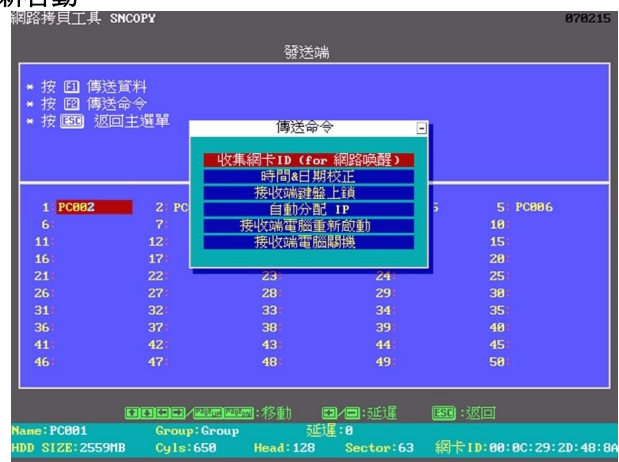 網路拷貝工具 SNCOPY 070215
發送端
* 按 F1 傳送資料
* 按 F2 傳送命令
* 按 ESC 返回主選單
傳送命令
收集網卡ID (for 網路喚醒)
時間&日期校正
接收端鍵盤上鎖
自動分配 IP
接收端電腦重新啟動
接收端電腦關機
1: PC002 2: PC 5 5: PC006
6: 7: 10:
11: 12: 15:
16: 17: 20:
21: 22: 23: 24: 25:
26: 27: 28: 29: 30:
31: 32: 33: 34: 35:
36: 37: 38: 39: 40:
41: 42: 43: 44: 45:
46: 47: 48: 49: 50:
:移動 :延遲 ESC :返回
Name:PC001 Group:Group 延遲:0
HDD SIZE:2559MB Cyls:650 Head:128 Sector:63 網卡ID:00:0C:29:2D:48:8A